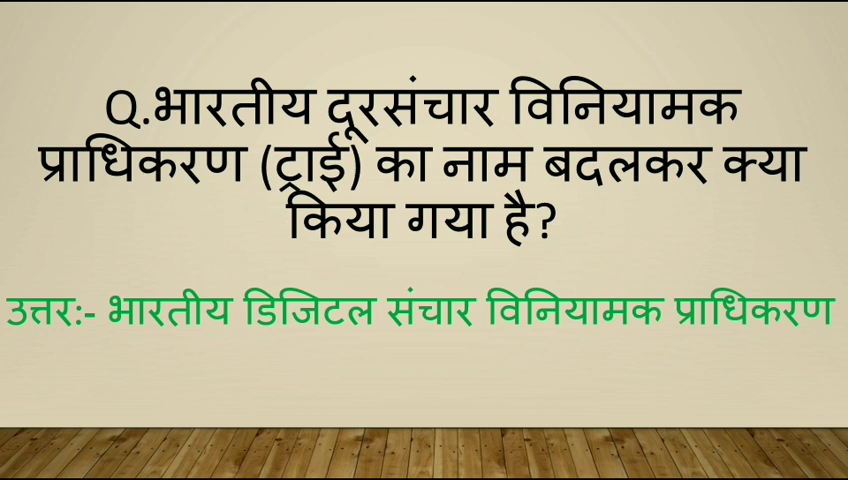 Q.भारतीय दूरसंचार विनियामक
प्राधिकरण (ट्राई) का नाम बदलकर क्या
किया गया है?
उत्तर:- भारतीय डिजिटल संचार विनियामक प्राधिकरण